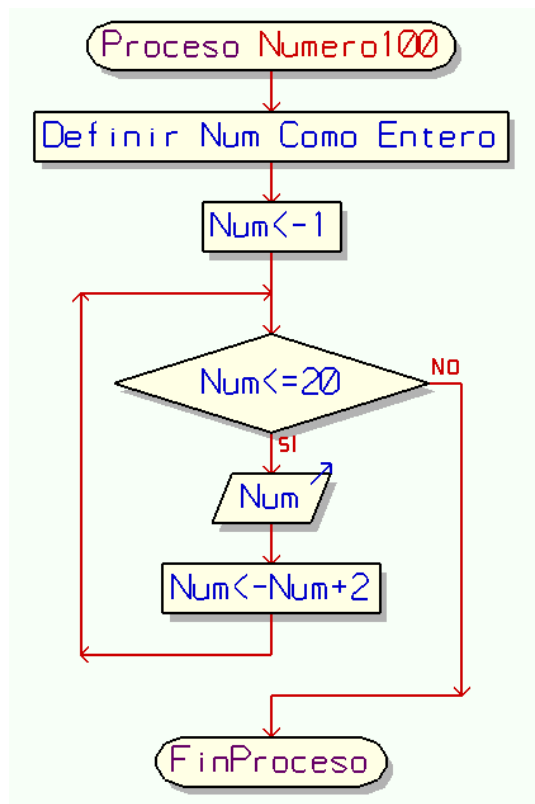 Proceso Numero100
Definir Num Como Entero
Num<-1
Num<=20
NO
SI
Num
Num<-Num+2
FinProceso